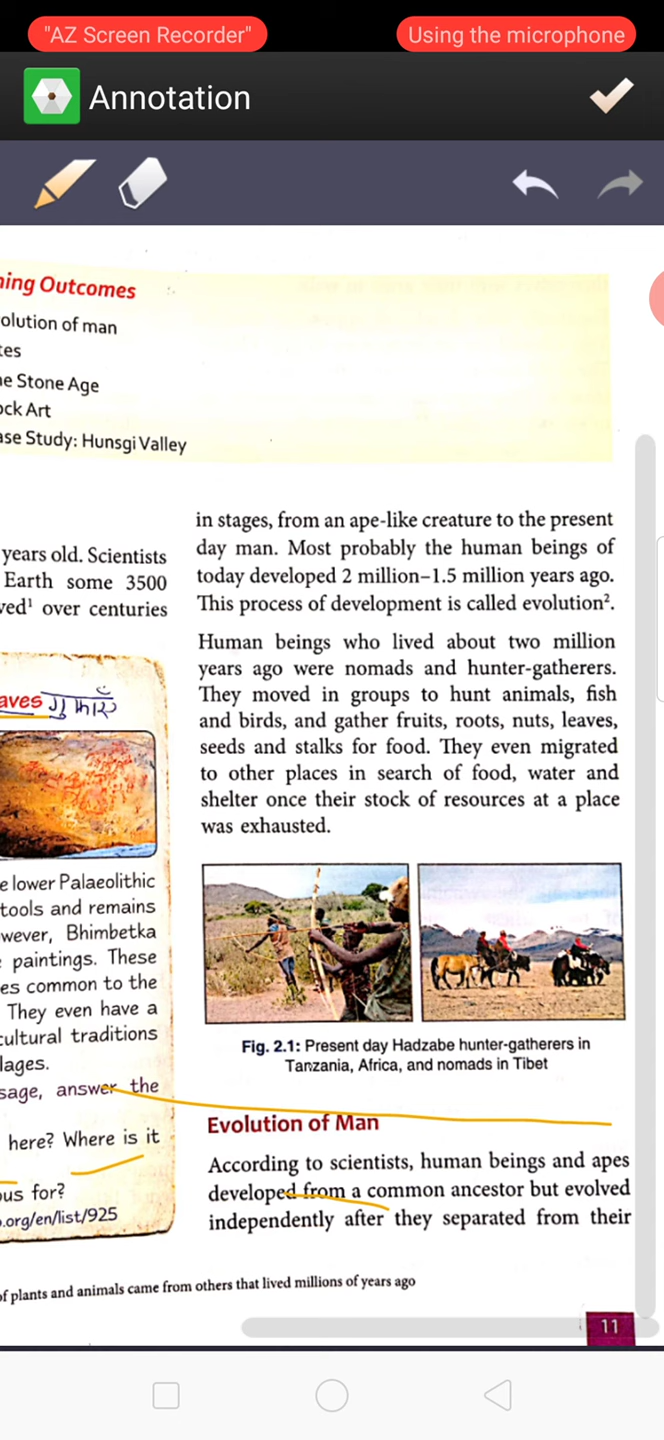 "AZ Screen Recorder"
Using the microphone
Annotation
ning Outcomes
olution of man
tes
e Stone Age
ock Art
ase Study: Hunsgi Valley
years old. Scientists
Earth some 3500
ved¹ over centuries
aves
e lower Palaeolithic
tools and remains
wever, Bhimbetka
paintings. These
es common to the
They even have a
cultural traditions
lages.
sage, answer the
here? Where is it
ous for?
.org/en/list/925
in stages, from an ape-like creature to the present
day man. Most probably the human beings of
today developed 2 million–1.5 million years ago.
This process of development is called evolution².
Human beings who lived about two million
years ago were nomads and hunter-gatherers.
They moved in groups to hunt animals, fish
and birds, and gather fruits, roots, nuts, leaves,
seeds and stalks for food. They even migrated
to other places in search of food, water and
shelter once their stock of resources at a place
was exhausted.
Fig. 2.1: Present day Hadzabe hunter-gatherers in
Tanzania, Africa, and nomads in Tibet
Evolution of Man
According to scientists, human beings and apes
developed from a common ancestor but evolved
independently after they separated from their
of plants and animals came from others that lived millions of years ago
11